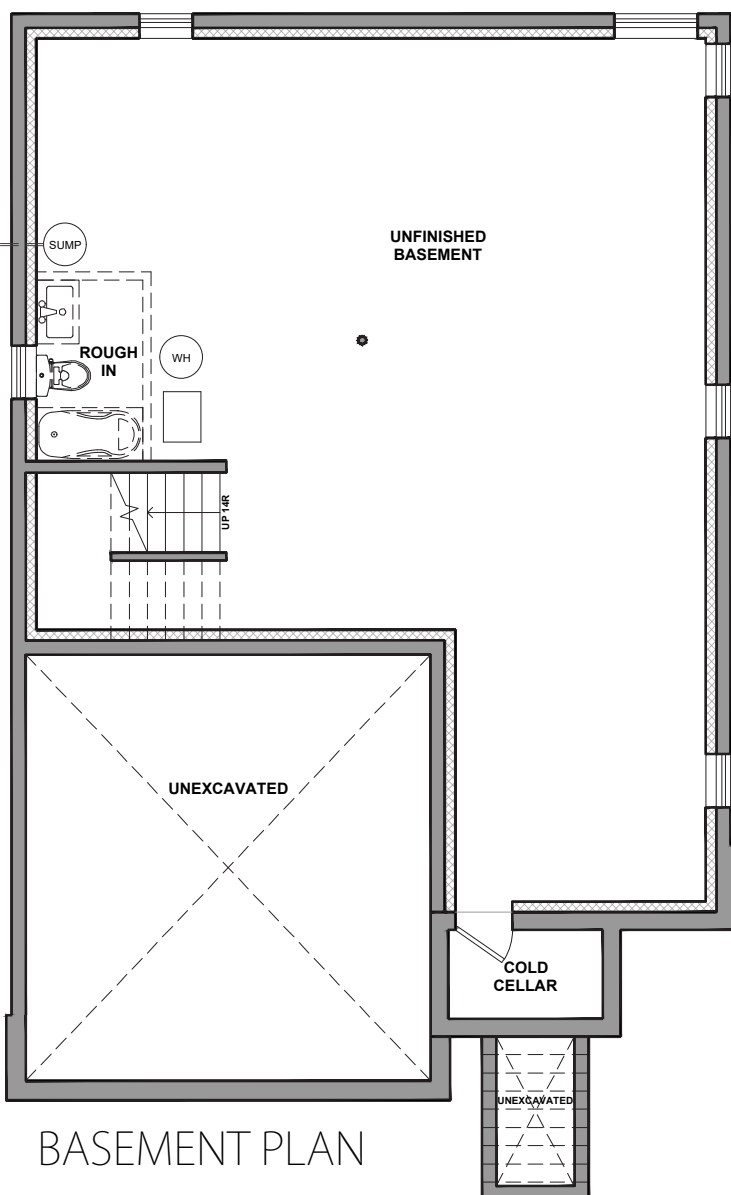 UNFINISHED
BASEMENT
SUMP
ROUGH
IN
WH
UP 14R
UNEXCAVATED
COLD
CELLAR
UNEXCAVATED
BASEMENT PLAN